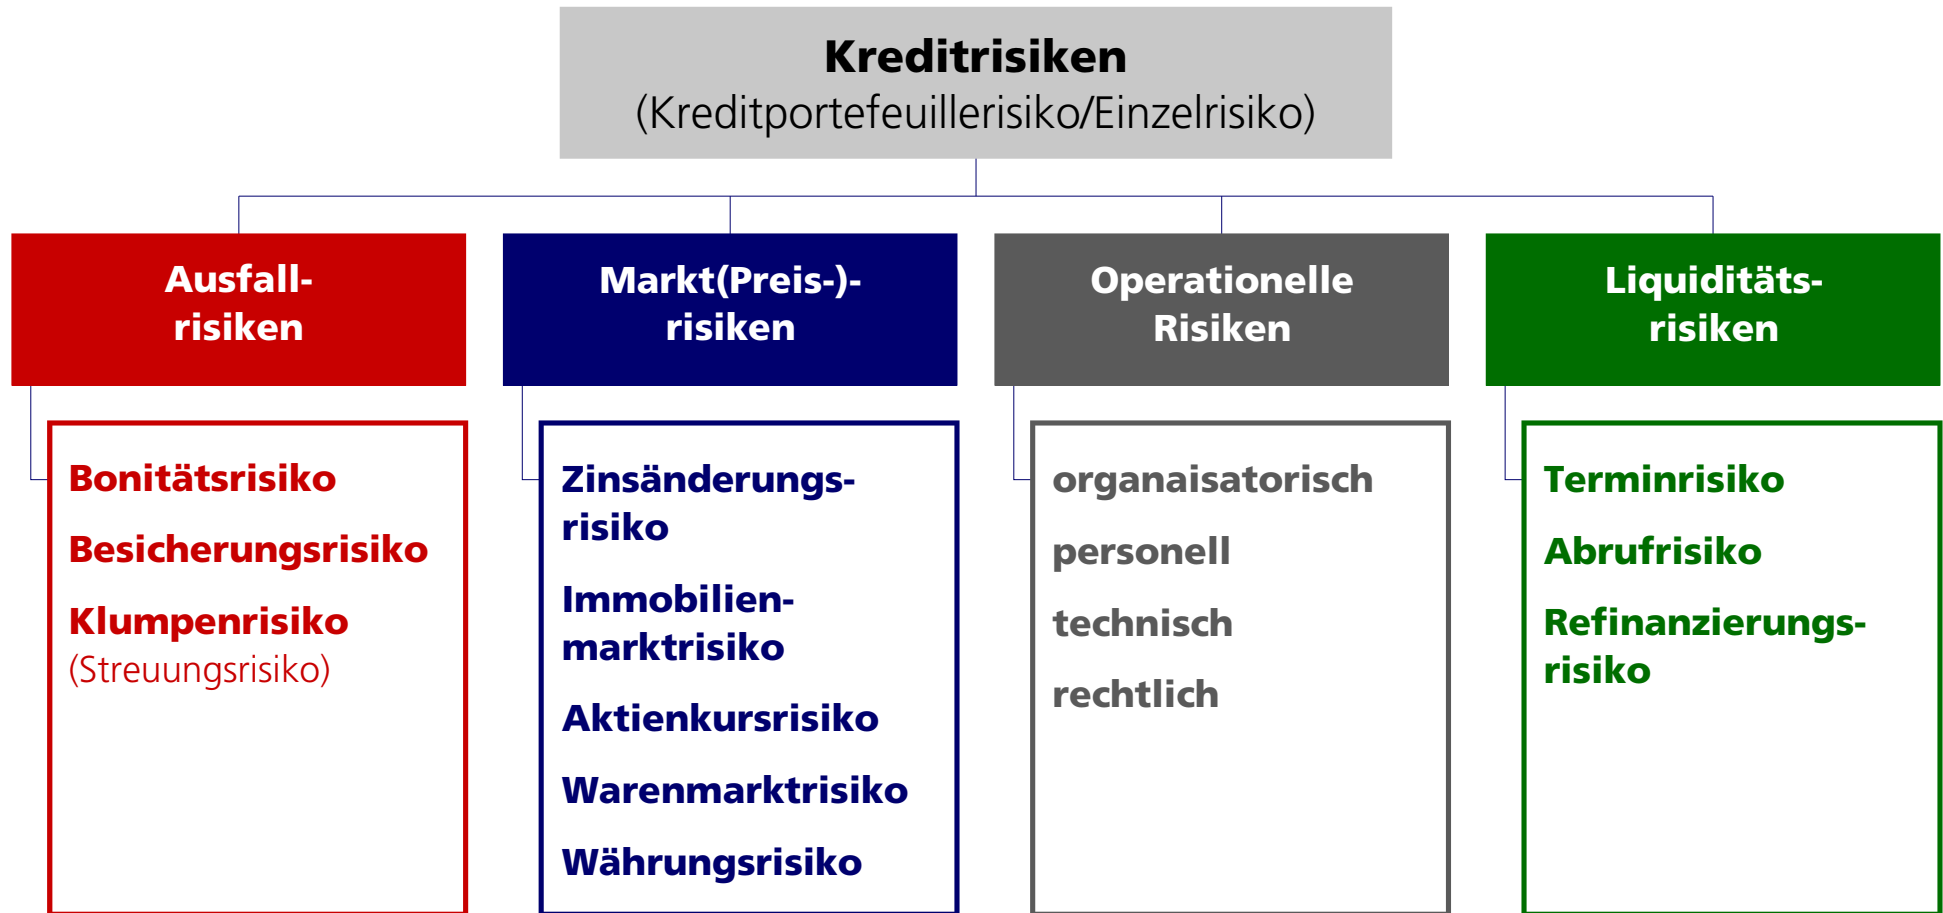 Kreditrisiken
(Kreditportefeuillerisiko/Einzelrisiko)
Ausfall-
risiken
Markt(Preis-)-
risiken
Operationelle
Risiken
Liquiditäts-
risiken
Bonitätsrisiko
Besicherungsrisiko
Klumpenrisiko
(Streuungsrisiko)
Zinsänderungs-
risiko
Immobilien-
marktrisiko
Aktienkursrisiko
Warenmarktrisiko
Währungsrisiko
organaisatorisch
personell
technisch
rechtlich
Terminrisiko
Abrufrisiko
Refinanzierungs-
risiko